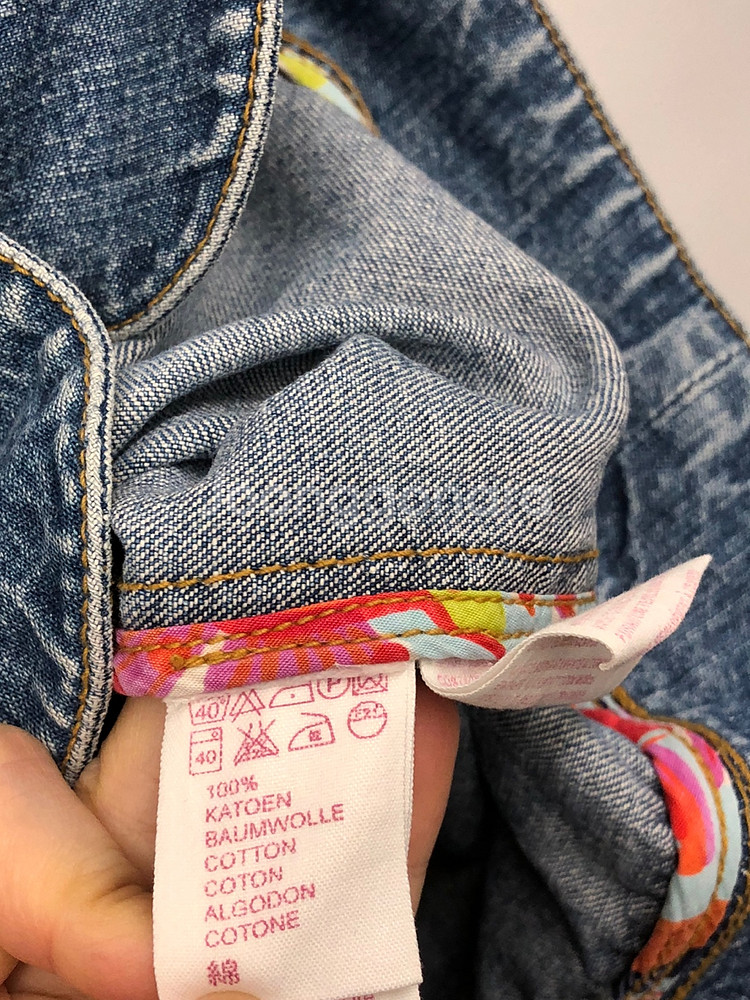 40 P
40
100%
KATOEN
BAUMWOLLE
COTTON
COTON
ALGODON
COTONE
綿